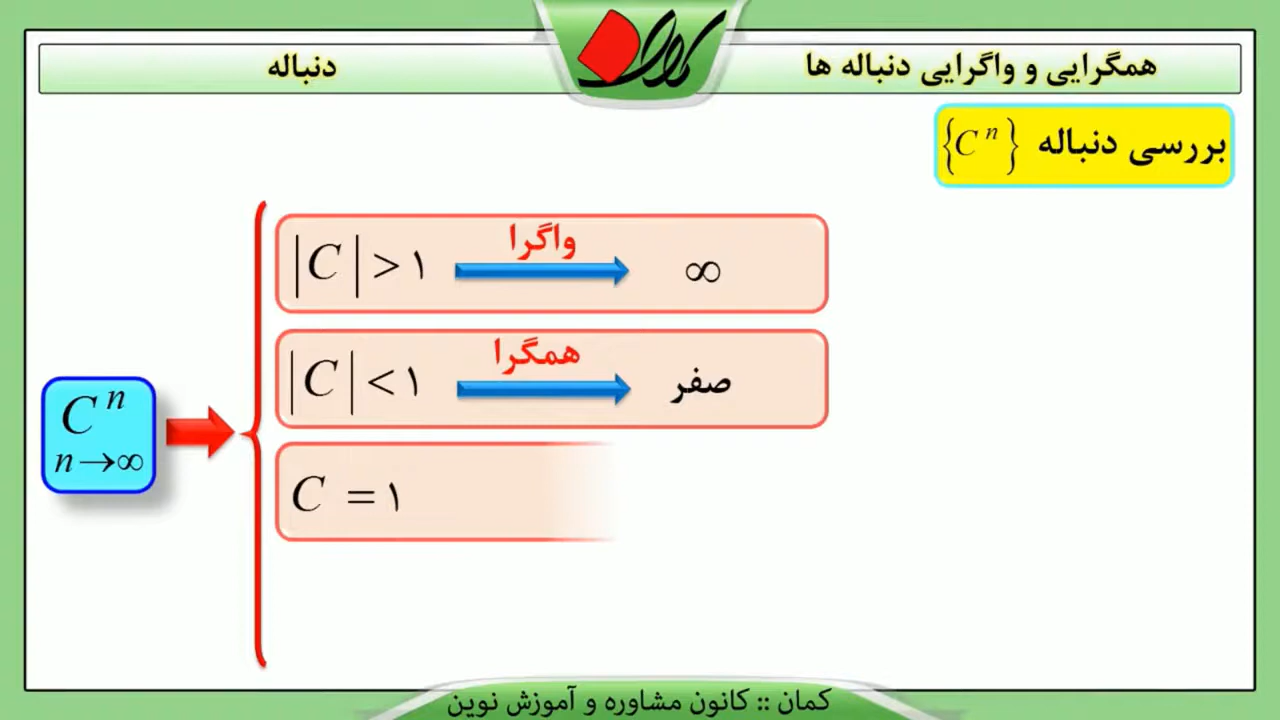 همگرایی و واگرایی دنباله ها
دنباله
بررسی دنباله {C^n}
C^n
n→∞
|C|>۱ واگرا ∞
|C|<۱ همگرا صفر
C=۱
کمان :: کانون مشاوره و آموزش نوین